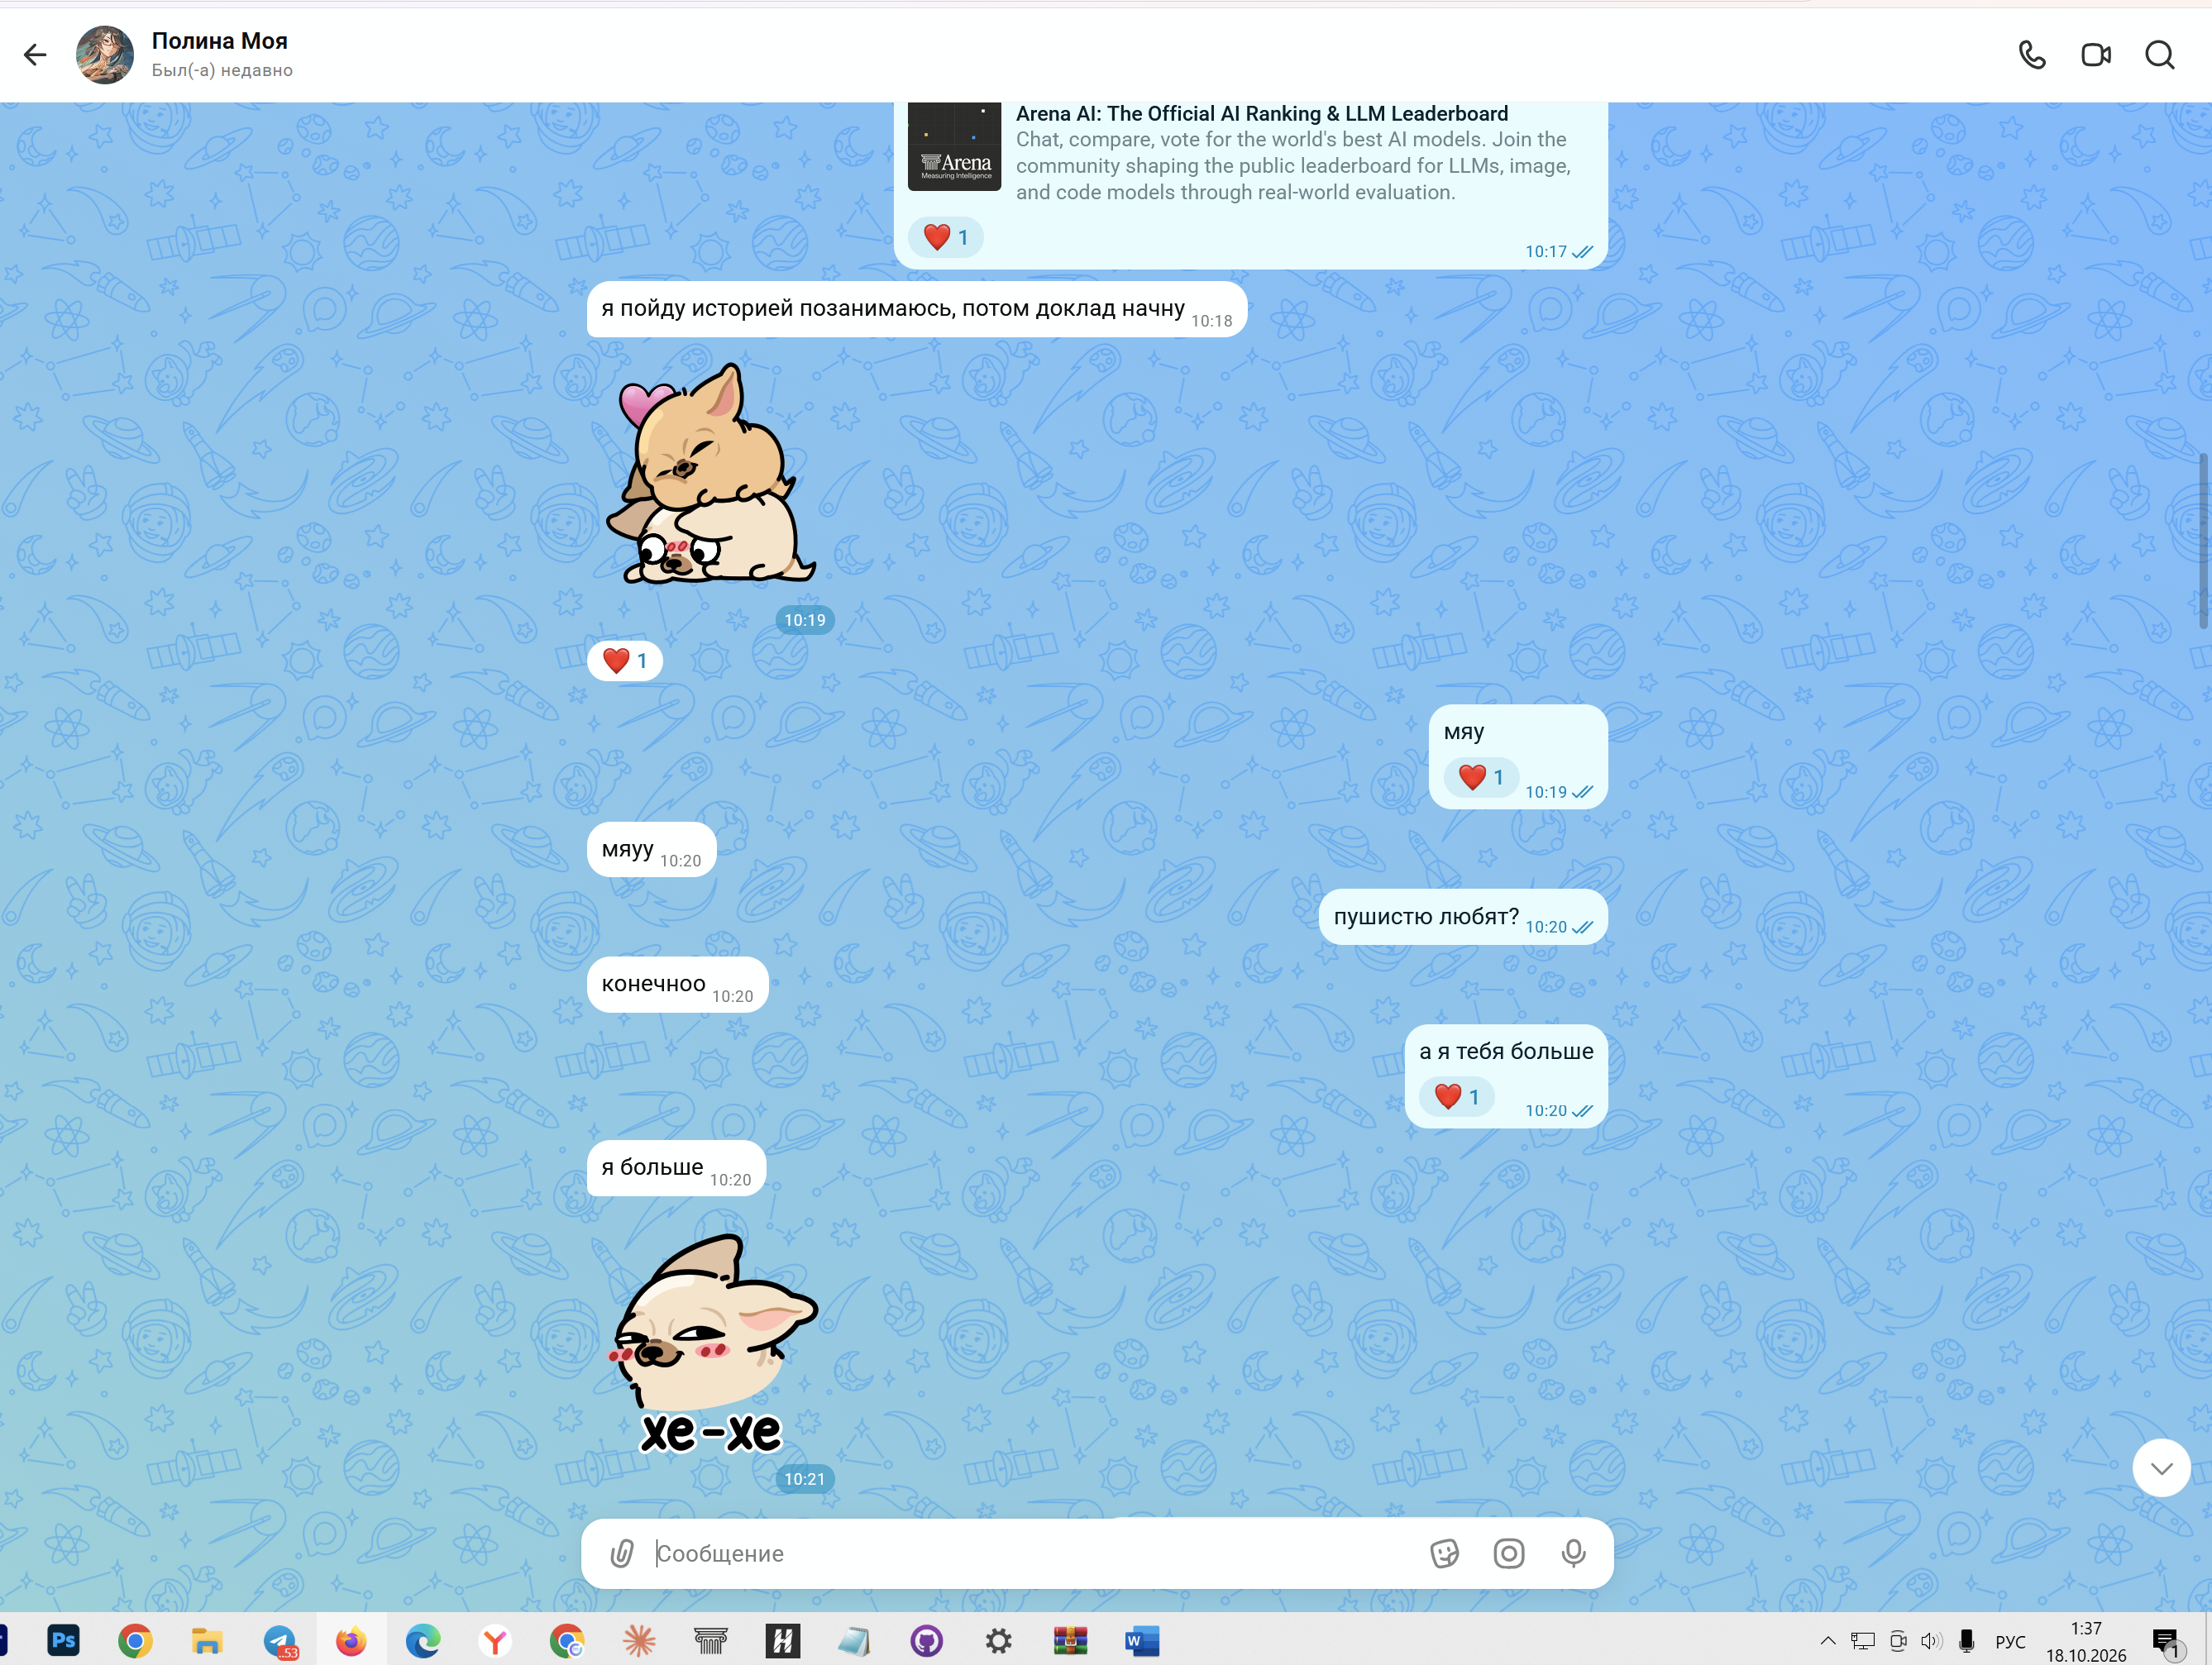 Полина Моя
Был(-а) недавно
Arena AI: The Official AI Ranking & LLM Leaderboard
Chat, compare, vote for the world's best AI models. Join the
community shaping the public leaderboard for LLMs, image,
and code models through real-world evaluation.
Arena
Measuring Intelligence
1
10:17
я пойду историей позанимаюсь, потом доклад начну 10:18
10:19
1
мяу
1 10:19
мяуу 10:20
пушистю любят? 10:20
конечноо 10:20
а я тебя больше
1 10:20
я больше 10:20
хе-хе
10:21
Сообщение
Ps
..53
W
РУС
1:37
18.10.2026
1